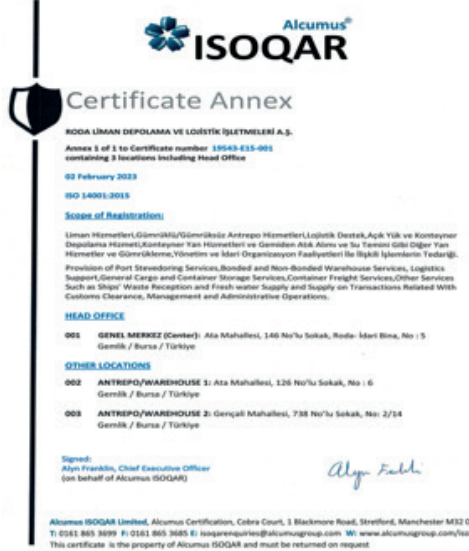 Alcumus®
ISOQAR
Certificate Annex
RODA LİMAN DEPOLAMA VE LOJİSTİK İŞLETMELERİ A.Ş.
Annex 1 of 1 to Certificate number 19543-E15-001
containing 3 locations including Head Office
02 February 2023
ISO 14001:2015
Scope of Registration:
Liman Hizmetleri,Gümrüklü/Gümrüksüz Antrepo Hizmetleri,Lojistik Destek,Açık Yük ve Konteyner
Depolama Hizmeti,Konteyner Yan Hizmetleri ve Gemiden Atık Alımı ve Su Temini Gibi Diğer Yan
Hizmetler ve Gümrükleme,Yönetim ve İdari Organizasyon Faaliyetleri İle İlişkili İşlemlerin Tedariği.
Provision of Port Stevedoring Services,Bonded and Non-Bonded Warehouse Services, Logistics
Support,General Cargo and Container Storage Services,Container Freight Services,Other Services
Such as Ships' Waste Reception and Fresh water Supply and Supply on Transactions Related With
Customs Clearance, Management and Administrative Operations.
HEAD OFFICE
001 GENEL MERKEZ (Center): Ata Mahallesi, 146 No'lu Sokak, Roda- İdari Bina, No : 5
Gemlik / Bursa / Türkiye
OTHER LOCATIONS
002 ANTREPO/WAREHOUSE 1: Ata Mahallesi, 126 No'lu Sokak, No : 6
Gemlik / Bursa / Türkiye
003 ANTREPO/WAREHOUSE 2: Gençali Mahallesi, 738 No'lu Sokak, No: 2/14
Gemlik / Bursa / Türkiye
Signed:
Alyn Franklin, Chief Executive Officer
(on behalf of Alcumus ISOQAR)
Alcumus ISOQAR Limited, Alcumus Certification, Cobra Court, 1 Blackmore Road, Stretford, Manchester M32 0
T: 0161 865 3699 F: 0161 865 3685 E: isoqarenquiries@alcumusgroup.com W: www.alcumusgroup.com/iso
This certificate is the property of Alcumus ISOQAR and must be returned on request